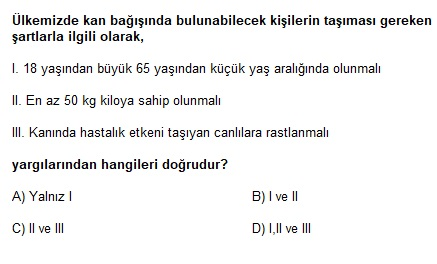 Ülkemizde kan bağışında bulunabilecek kişilerin taşıması gereken
şartlarla ilgili olarak,
I. 18 yaşından büyük 65 yaşından küçük yaş aralığında olunmalı
II. En az 50 kg kiloya sahip olunmalı
III. Kanında hastalık etkeni taşıyan canlılara rastlanmalı
yargılarından hangileri doğrudur?
A) Yalnız I B) I ve II
C) II ve III D) I,II ve III